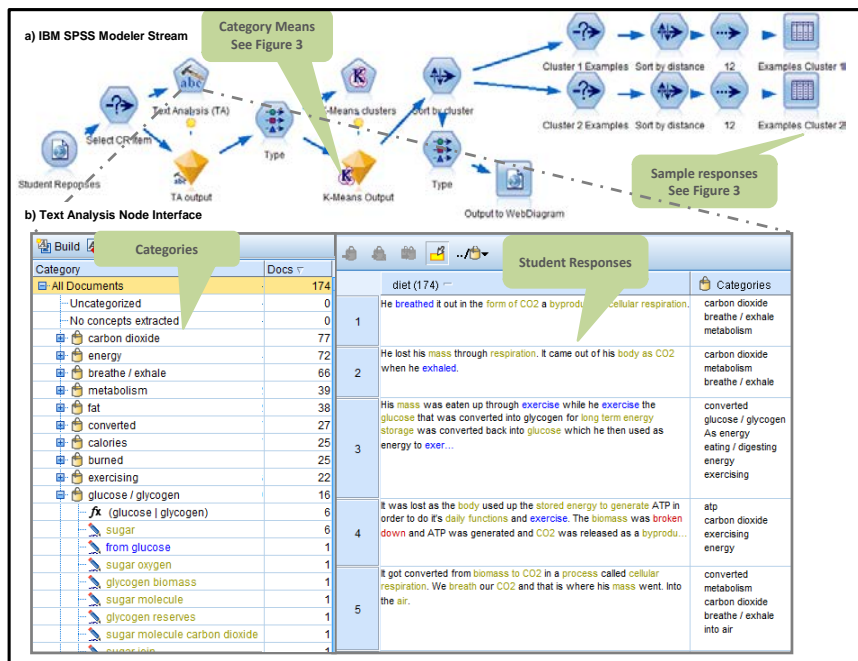 a) IBM SPSS Modeler Stream
Category Means
See Figure 3
Text Analysis (TA)
K-Means clusters
Sort by cluster
Cluster 1 Examples
Sort by distance
12
Examples Cluster 1
Select CR Item
Type
Cluster 2 Examples
Sort by distance
12
Examples Cluster 2
Student Reponses
TA output
K-Means Output
Type
Output to WebDiagram
Sample responses
See Figure 3
b) Text Analysis Node Interface
Build
Categories
Student Responses
Category Docs
All Documents 174
Uncategorized 0
No concepts extracted 0
carbon dioxide 77
energy 72
breathe / exhale 66
metabolism 39
fat 38
converted 27
calories 25
burned 25
exercising 22
glucose / glycogen 16
fx (glucose | glycogen) 6
sugar 6
from glucose 1
sugar oxygen 1
glycogen biomass 1
sugar molecule 1
glycogen reserves 1
sugar molecule carbon dioxide 1
sugar join 1
diet (174) Categories
1
He breathed it out in the form of CO2 a cellular respiration.
carbon dioxide
breathe / exhale
metabolism
2
He lost his mass through respiration. It came out of his body as CO2
when he exhaled.
carbon dioxide
metabolism
breathe / exhale
3
His mass was eaten up through exercise while he exercise the
glucose that was converted into glycogen for long term energy
storage was converted back into glucose which he then used as
energy to exer...
converted
glucose / glycogen
As energy
eating / digesting
energy
exercising
4
It was lost as the body used up the stored energy to generate ATP in
order to do it's daily functions and exercise. The biomass was broken
down and ATP was generated and CO2 was released as a byprodu...
atp
carbon dioxide
exercising
energy
5
It got converted from biomass to CO2 in a process called cellular
respiration. We breath our CO2 and that is where his mass went. Into
the air.
converted
metabolism
carbon dioxide
breathe / exhale
into air